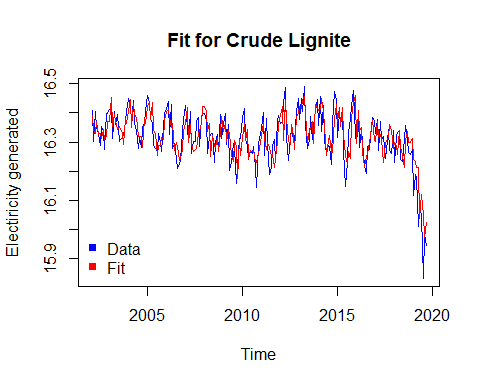 Fit for Crude Lignite
Electiricity generated
16.5
16.3
16.1
15.9
Data
Fit
2005
2010
2015
2020
Time